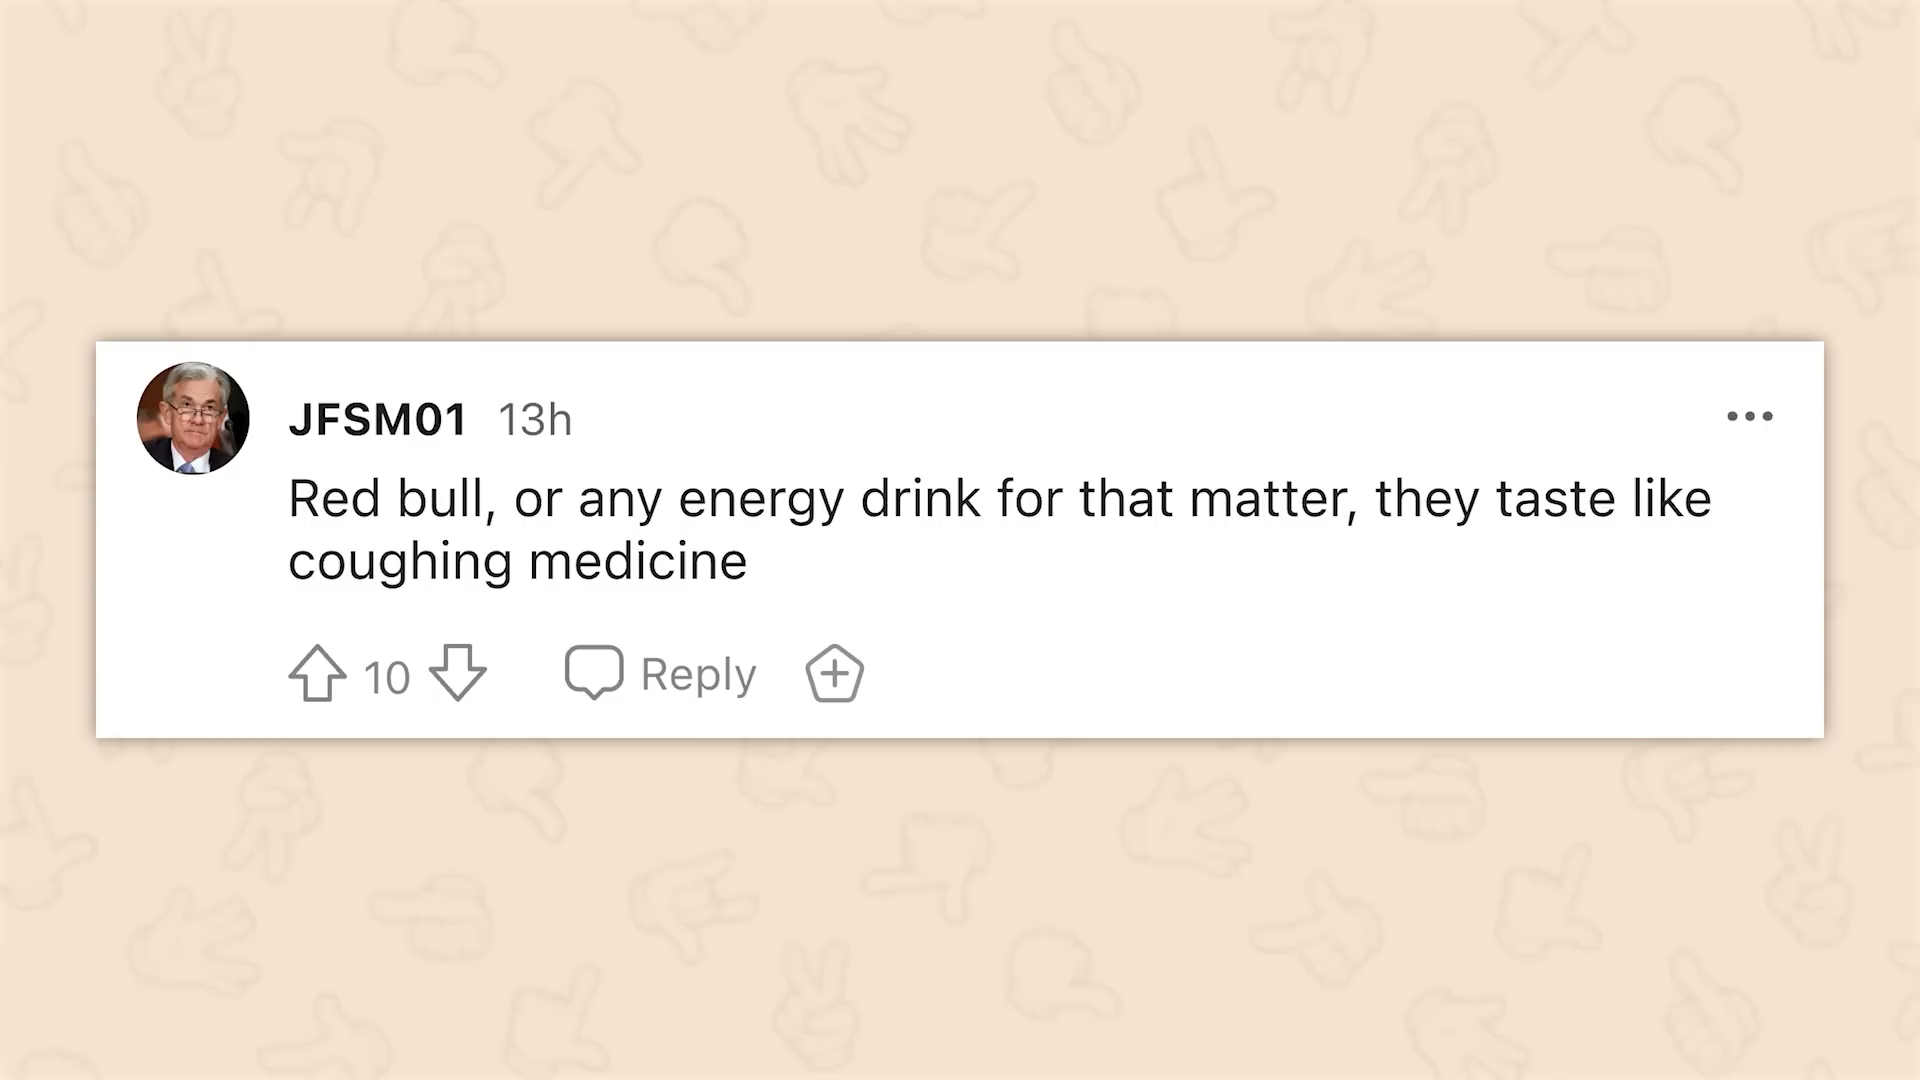 JFSM01 13h
Red bull, or any energy drink for that matter, they taste like
coughing medicine
10 Reply